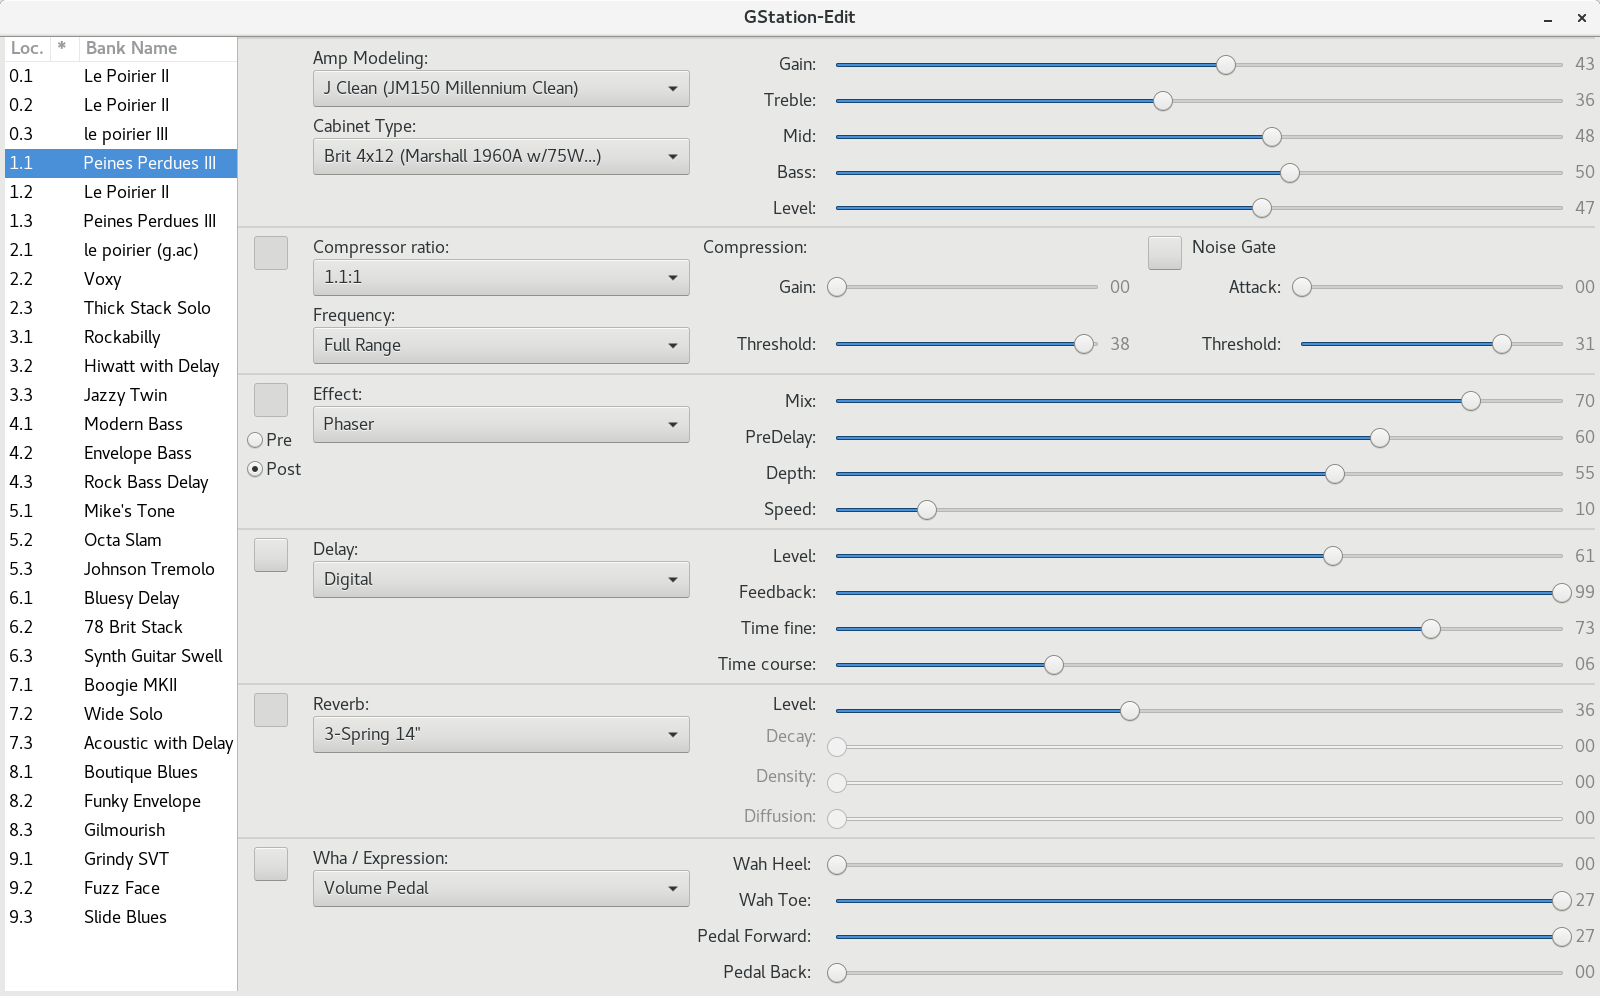 GStation-Edit
Loc. * Bank Name
0.1 Le Poirier II
0.2 Le Poirier II
0.3 le poirier III
1.1 Peines Perdues III
1.2 Le Poirier II
1.3 Peines Perdues III
2.1 le poirier (g.ac)
2.2 Voxy
2.3 Thick Stack Solo
3.1 Rockabilly
3.2 Hiwatt with Delay
3.3 Jazzy Twin
4.1 Modern Bass
4.2 Envelope Bass
4.3 Rock Bass Delay
5.1 Mike's Tone
5.2 Octa Slam
5.3 Johnson Tremolo
6.1 Bluesy Delay
6.2 78 Brit Stack
6.3 Synth Guitar Swell
7.1 Boogie MKII
7.2 Wide Solo
7.3 Acoustic with Delay
8.1 Boutique Blues
8.2 Funky Envelope
8.3 Gilmourish
9.1 Grindy SVT
9.2 Fuzz Face
9.3 Slide Blues
Amp Modeling:
J Clean (JM150 Millennium Clean)
Cabinet Type:
Brit 4x12 (Marshall 1960A w/75W...)
Gain: 43
Treble: 36
Mid: 48
Bass: 50
Level: 47
Compressor ratio:
1.1:1
Frequency:
Full Range
Compression:
Gain: 00
Threshold: 38
Noise Gate
Attack: 00
Threshold: 31
Pre
Post
Effect:
Phaser
Mix: 70
PreDelay: 60
Depth: 55
Speed: 10
Delay:
Digital
Level: 61
Feedback: 99
Time fine: 73
Time course: 06
Reverb:
3-Spring 14"
Level: 36
Decay: 00
Density: 00
Diffusion: 00
Wha / Expression:
Volume Pedal
Wah Heel: 00
Wah Toe: 27
Pedal Forward: 27
Pedal Back: 00